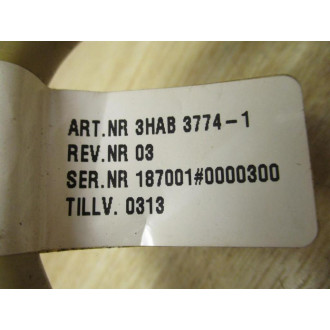 ART.NR 3HAB 3774-1
REV.NR 03
SER.NR 187001#0000300
TILLV. 0313